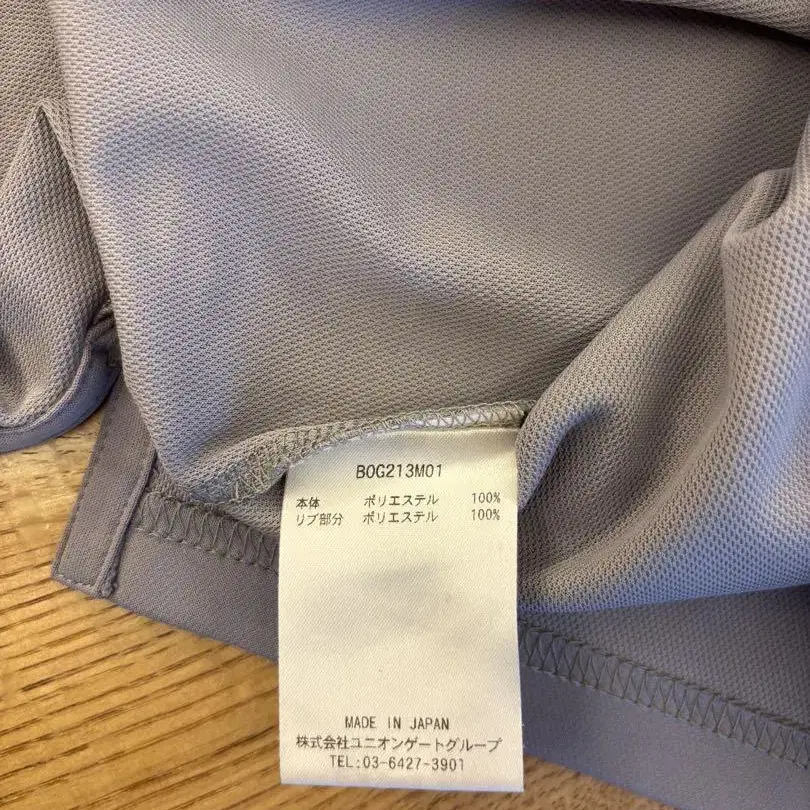 BOG213M01
本体 ポリエステル 100%
リブ部分 ポリエステル 100%
MADE IN JAPAN
株式会社ユニオンゲートグループ
TEL:03-6427-3901